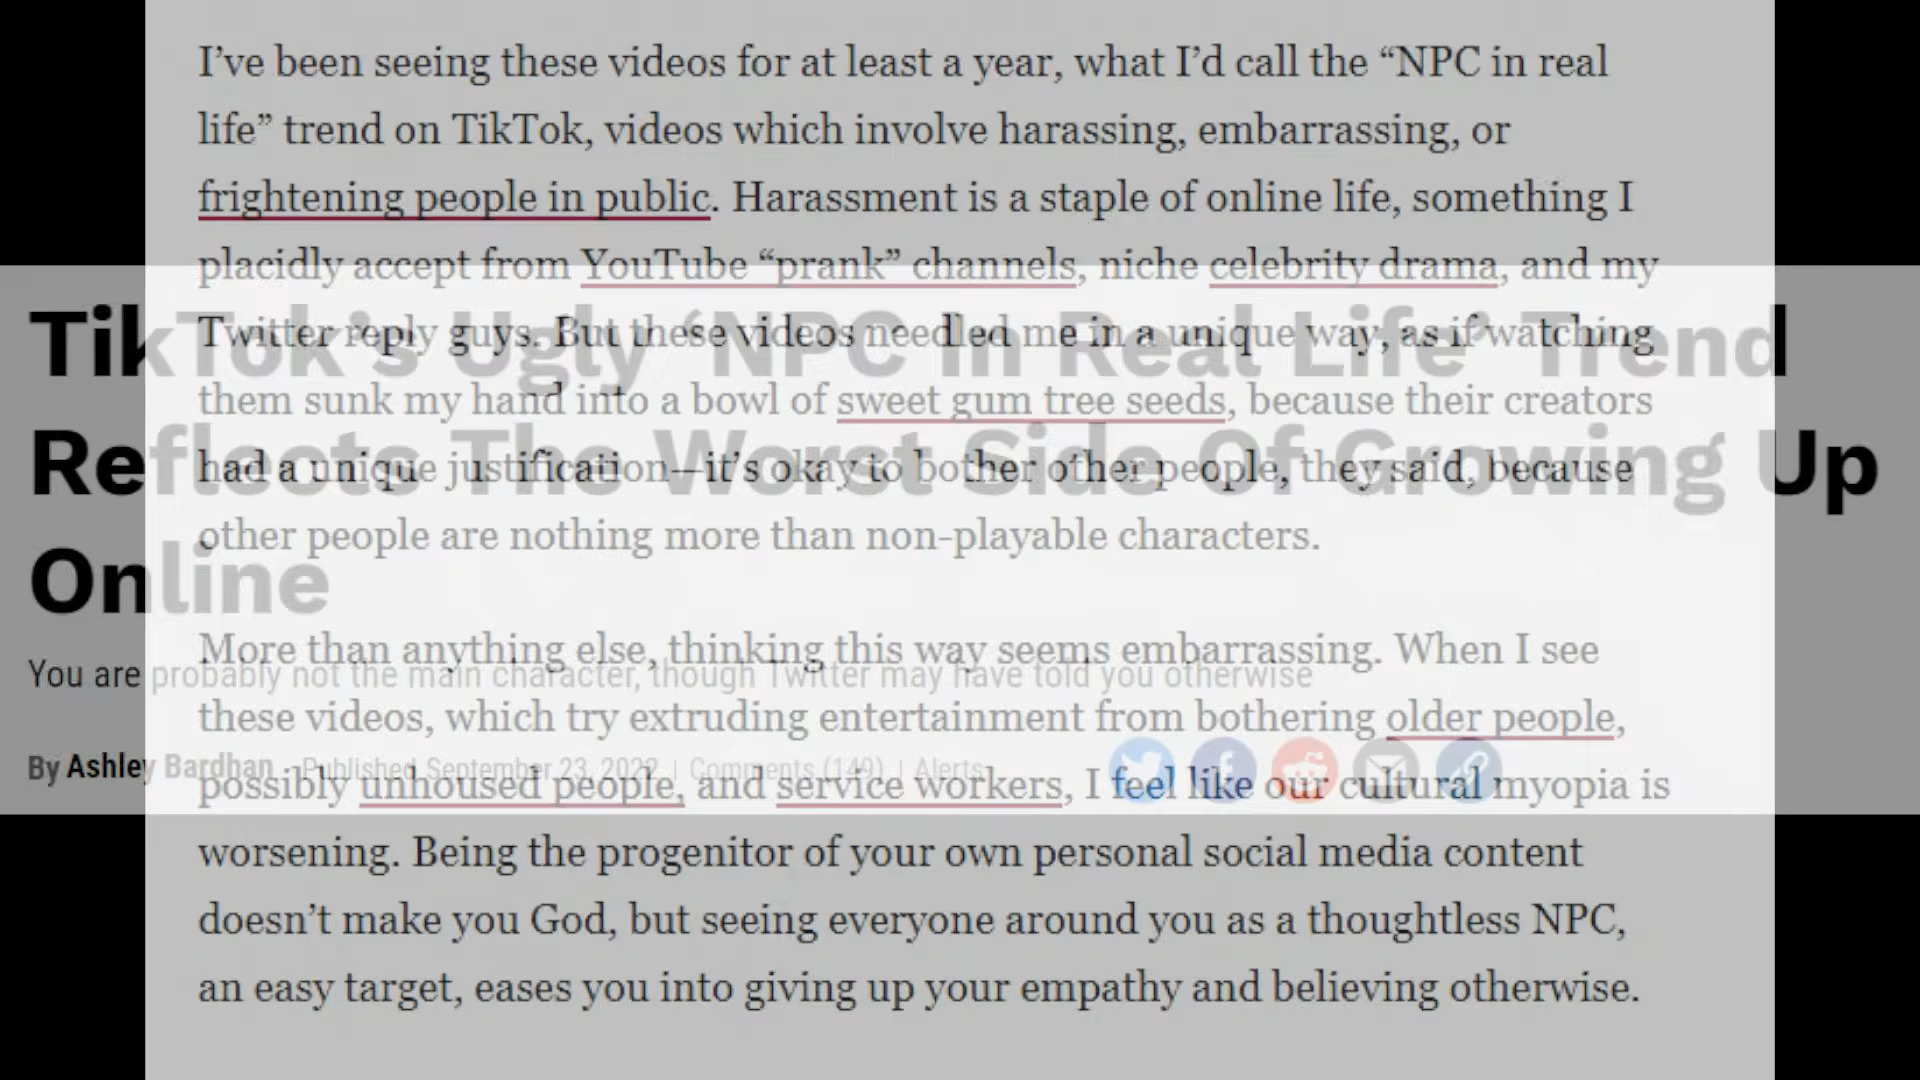 I’ve been seeing these videos for at least a year, what I’d call the “NPC in real
life” trend on TikTok, videos which involve harassing, embarrassing, or
frightening people in public. Harassment is a staple of online life, something I
placidly accept from YouTube “prank” channels, niche celebrity drama, and my
Twitter reply guys. But these videos needled me in a unique way, as if watching
them sunk my hand into a bowl of sweet gum tree seeds, because their creators
had a unique justification—it’s okay to bother other people, they said, because
other people are nothing more than non-playable characters.
More than anything else, thinking this way seems embarrassing. When I see
these videos, which try extruding entertainment from bothering older people,
possibly unhoused people, and service workers, I feel like our cultural myopia is
worsening. Being the progenitor of your own personal social media content
doesn’t make you God, but seeing everyone around you as a thoughtless NPC,
an easy target, eases you into giving up your empathy and believing otherwise.
TikTok’s Ugly ‘NPC In Real Life’ Trend
Reflects The Worst Side Of Growing Up
Online
You are probably not the main character, though Twitter may have told you otherwise
By Ashley Bardhan Published September 23, 2022 | Comments (149) | Alerts